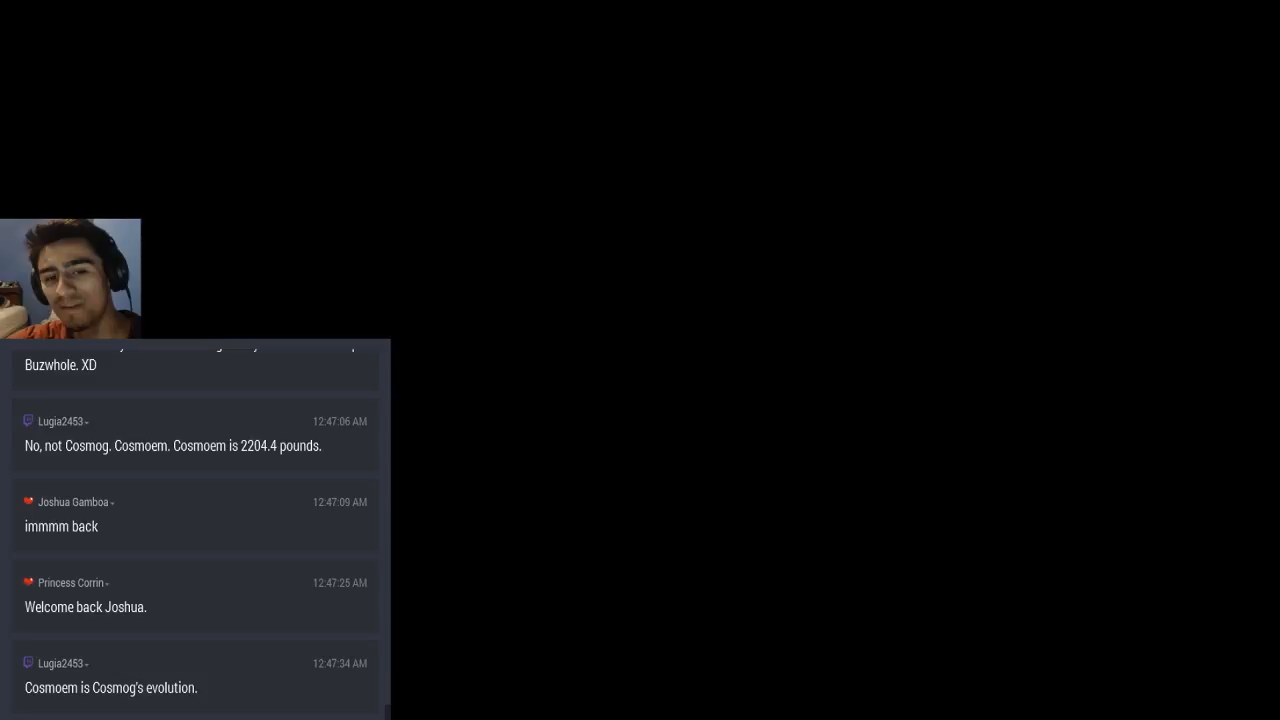 Buzwhole. XD
Lugia2453
12:47:06 AM
No, not Cosmog. Cosmoem. Cosmoem is 2204.4 pounds.
Joshua Gamboa
12:47:09 AM
immmm back
Princess Corrin
12:47:25 AM
Welcome back Joshua.
Lugia2453
12:47:34 AM
Cosmoem is Cosmog's evolution.